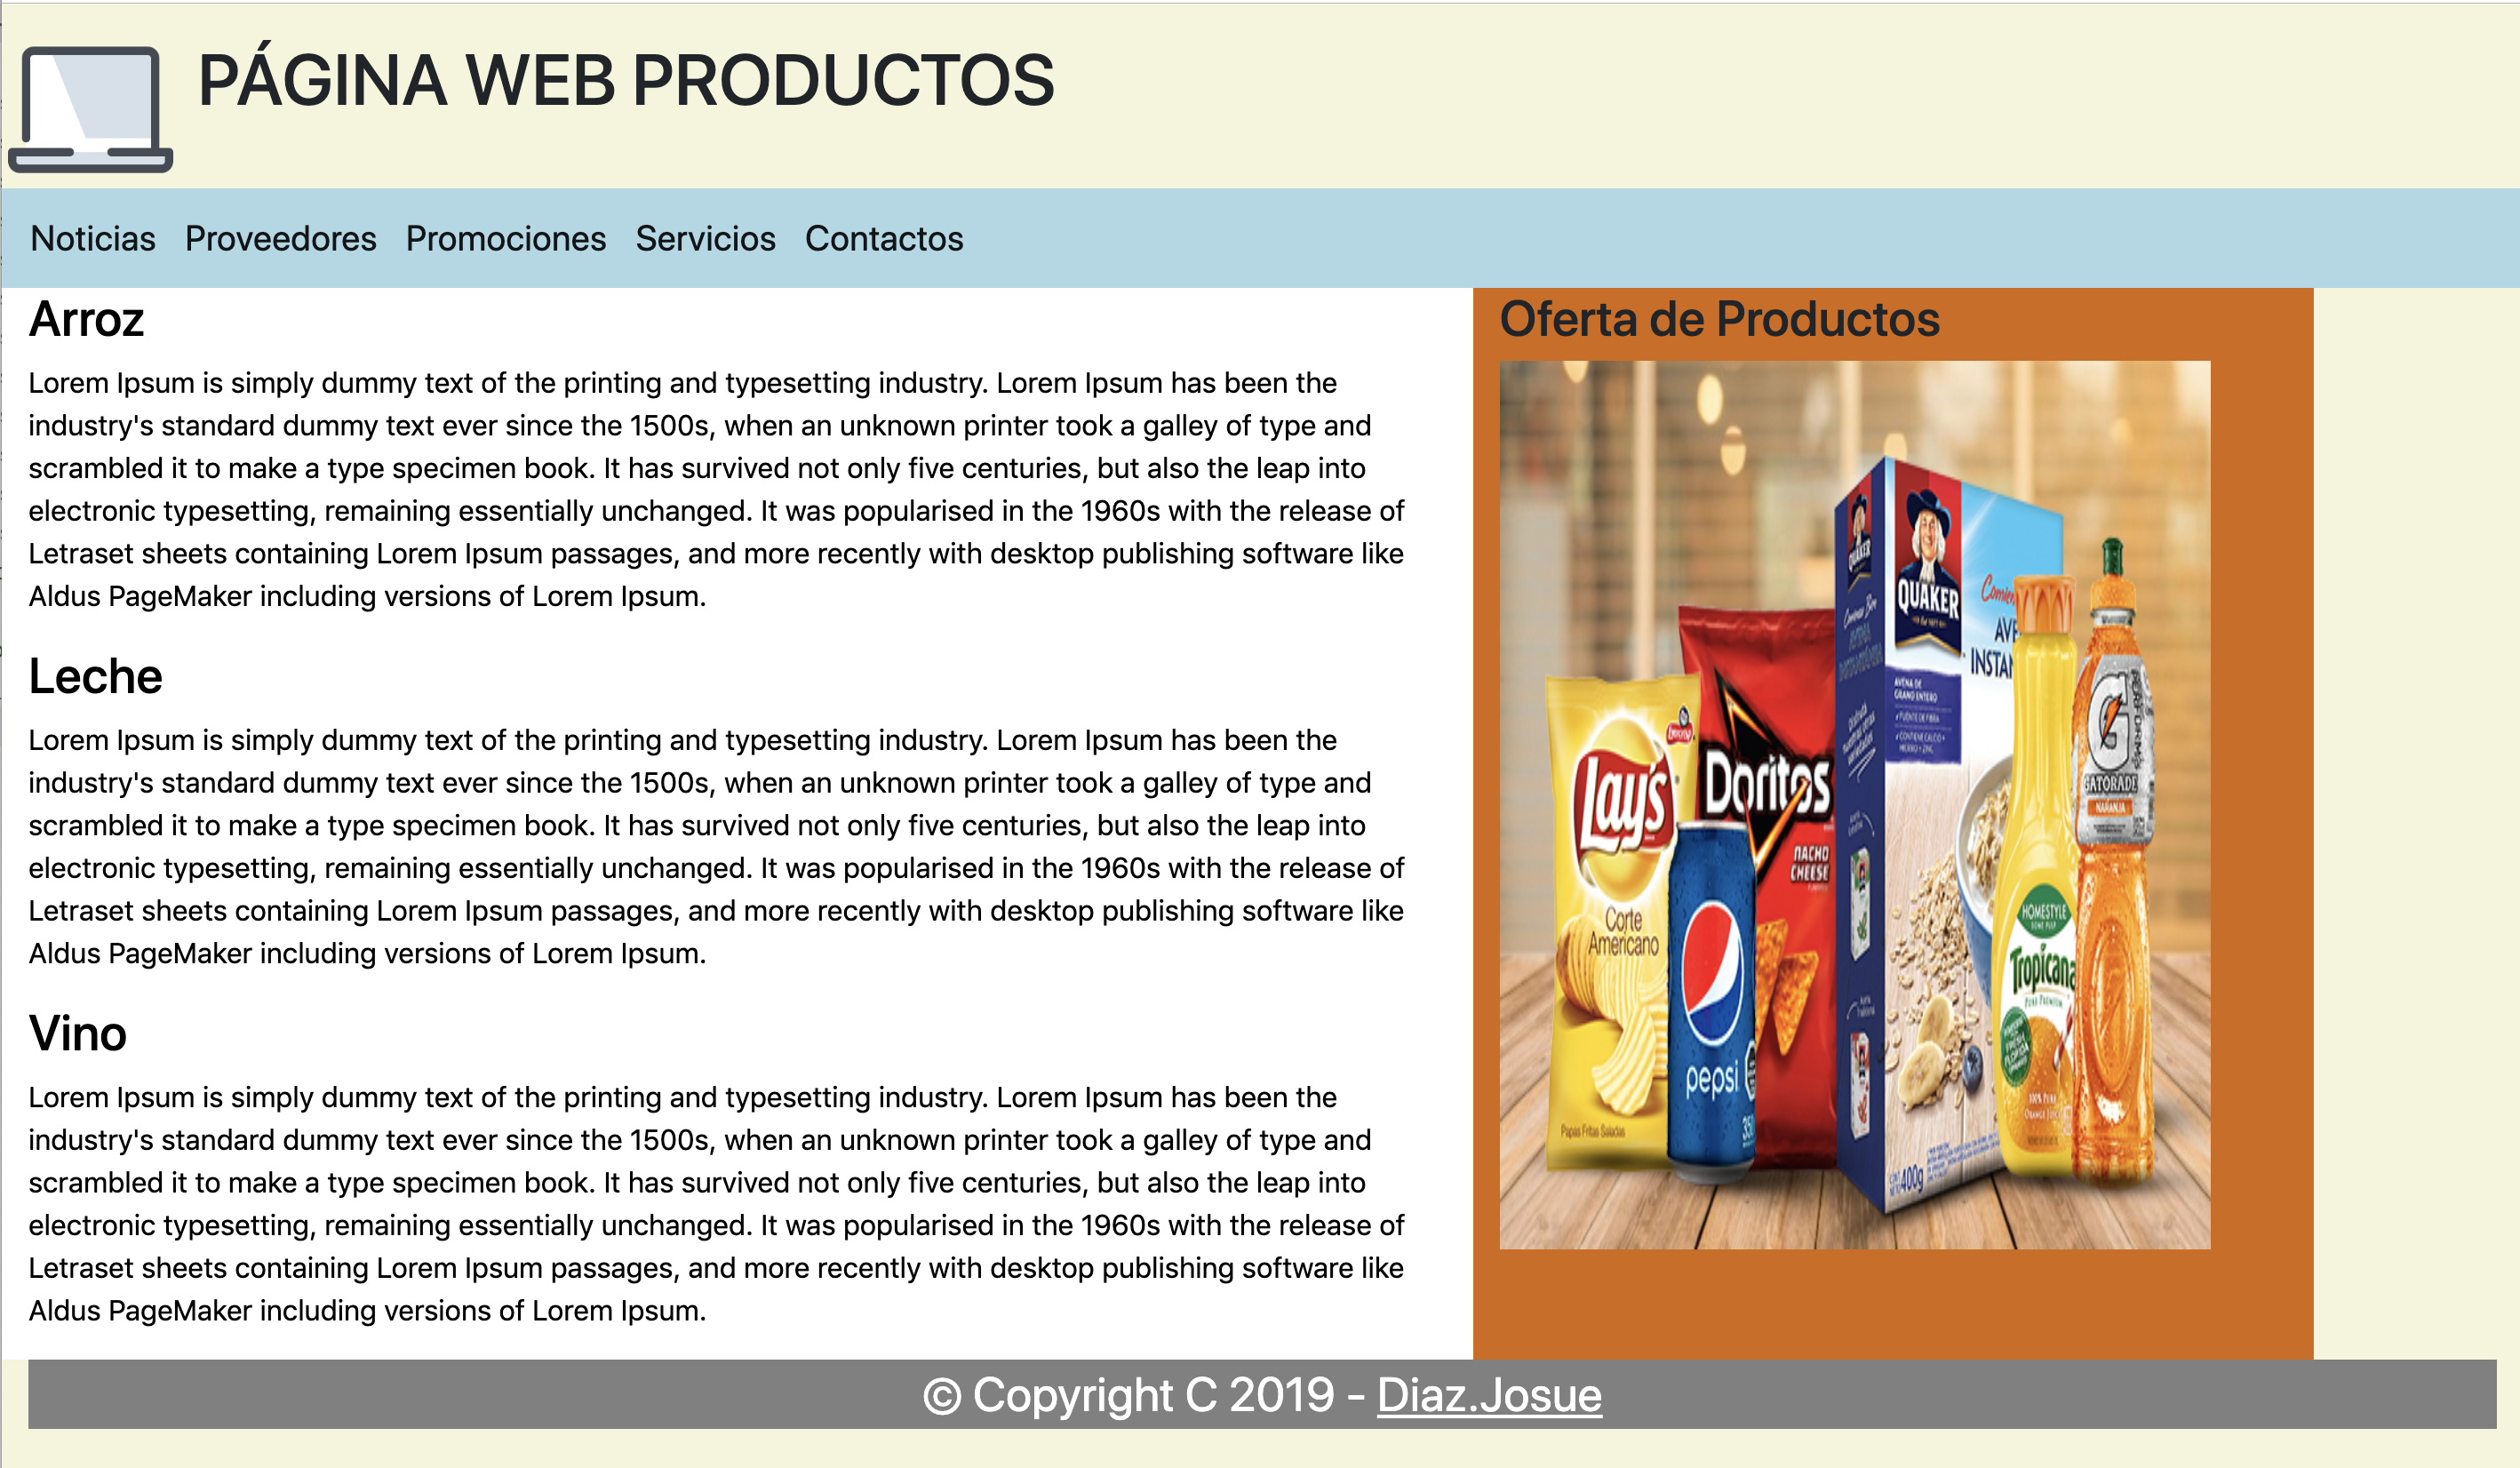 PÁGINA WEB PRODUCTOS
Noticias Proveedores Promociones Servicios Contactos
Arroz
Lorem Ipsum is simply dummy text of the printing and typesetting industry. Lorem Ipsum has been the
industry's standard dummy text ever since the 1500s, when an unknown printer took a galley of type and
scrambled it to make a type specimen book. It has survived not only five centuries, but also the leap into
electronic typesetting, remaining essentially unchanged. It was popularised in the 1960s with the release of
Letraset sheets containing Lorem Ipsum passages, and more recently with desktop publishing software like
Aldus PageMaker including versions of Lorem Ipsum.
Leche
Lorem Ipsum is simply dummy text of the printing and typesetting industry. Lorem Ipsum has been the
industry's standard dummy text ever since the 1500s, when an unknown printer took a galley of type and
scrambled it to make a type specimen book. It has survived not only five centuries, but also the leap into
electronic typesetting, remaining essentially unchanged. It was popularised in the 1960s with the release of
Letraset sheets containing Lorem Ipsum passages, and more recently with desktop publishing software like
Aldus PageMaker including versions of Lorem Ipsum.
Vino
Lorem Ipsum is simply dummy text of the printing and typesetting industry. Lorem Ipsum has been the
industry's standard dummy text ever since the 1500s, when an unknown printer took a galley of type and
scrambled it to make a type specimen book. It has survived not only five centuries, but also the leap into
electronic typesetting, remaining essentially unchanged. It was popularised in the 1960s with the release of
Letraset sheets containing Lorem Ipsum passages, and more recently with desktop publishing software like
Aldus PageMaker including versions of Lorem Ipsum.
Oferta de Productos
Lay's
Corte
Americano
Papas Fritas Saladas
Doritos
NACHO
CHEESE
pepsi
QUAKER
QUAKER
AVENA DE
GRANO ENTERO
400g
HOMESTYLE
Tropicana
PURE PREMIUM
100% PURE
G
GATORADE
NARANJA
© Copyright C 2019 - Diaz.Josue